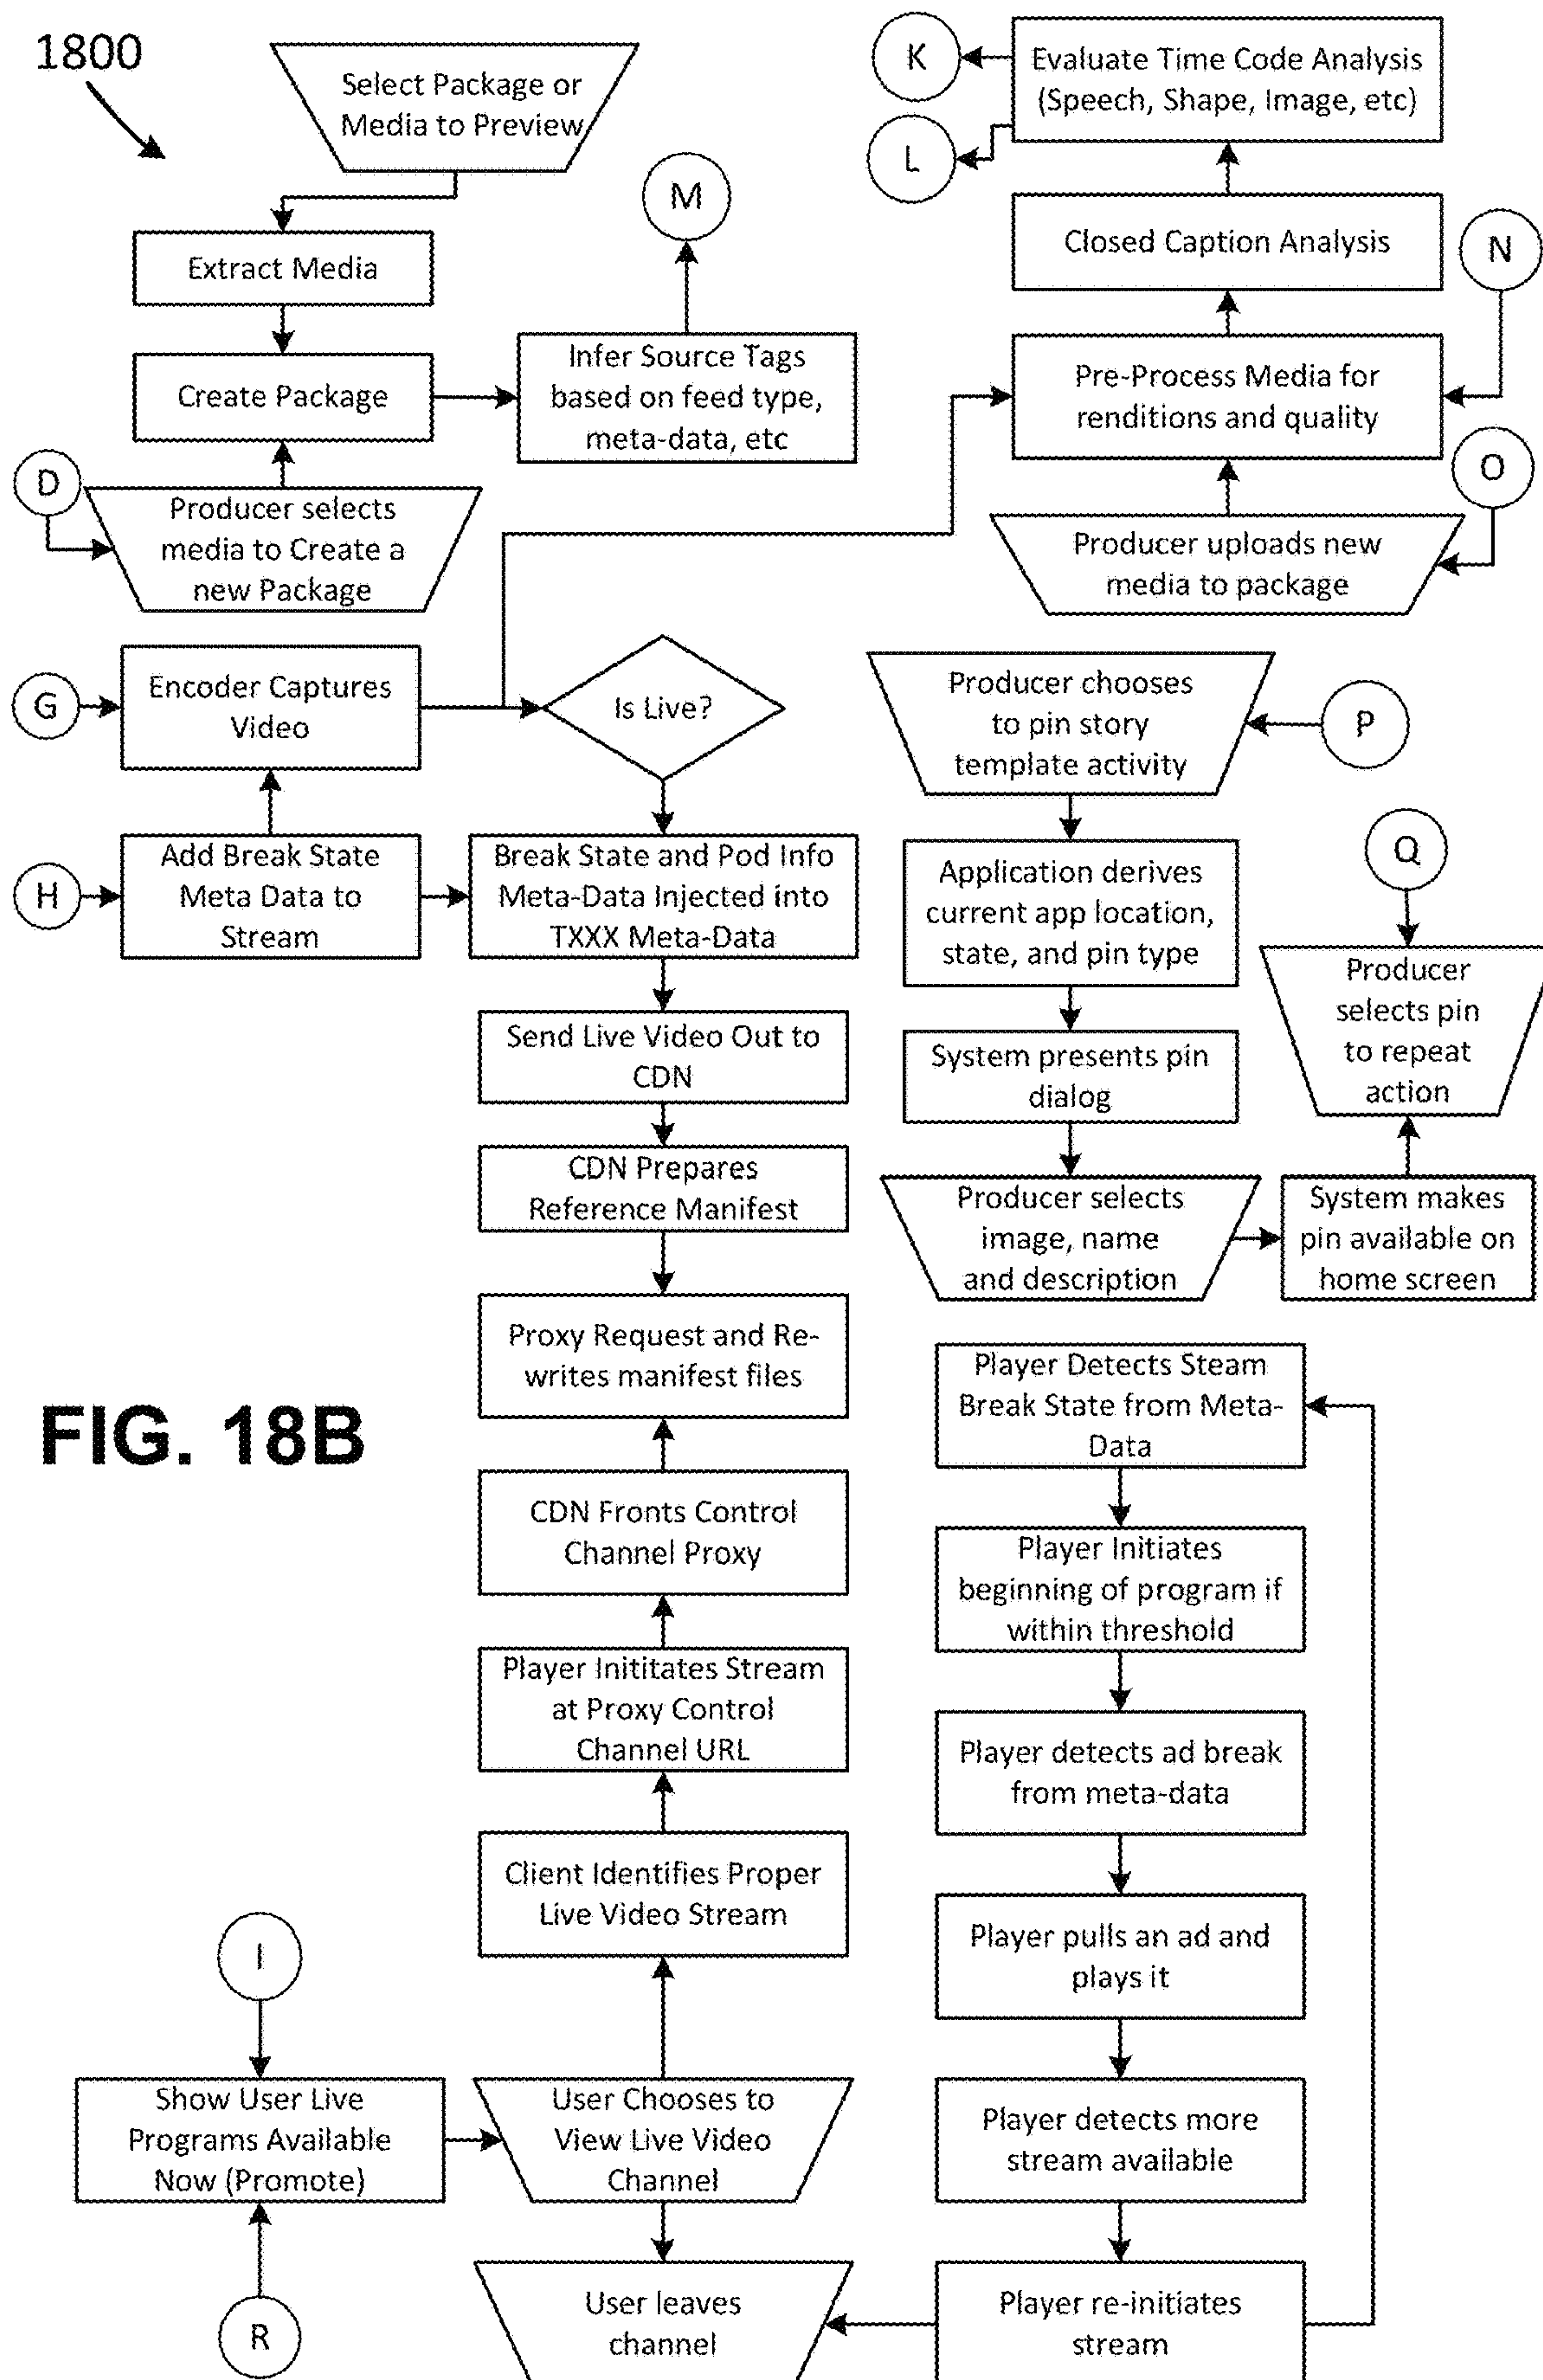 1800
Select Package or
Media to Preview
Extract Media
Create Package
M
Infer Source Tags
based on feed type,
meta-data, etc
D
Producer selects
media to Create a
new Package
K
L
Evaluate Time Code Analysis
(Speech, Shape, Image, etc)
Closed Caption Analysis
N
Pre-Process Media for
renditions and quality
O
Producer uploads new
media to package
G
Encoder Captures
Video
Is Live?
H
Add Break State
Meta Data to
Stream
Break State and Pod Info
Meta-Data Injected into
TXXX Meta-Data
Send Live Video Out to
CDN
CDN Prepares
Reference Manifest
Proxy Request and Re-
writes manifest files
CDN Fronts Control
Channel Proxy
Player Inititates Stream
at Proxy Control
Channel URL
Client Identifies Proper
Live Video Stream
I
Show User Live
Programs Available
Now (Promote)
R
User Chooses to
View Live Video
Channel
User leaves
channel
Producer chooses
to pin story
template activity
P
Application derives
current app location,
state, and pin type
System presents pin
dialog
Producer selects
image, name
and description
Q
Producer
selects pin
to repeat
action
System makes
pin available on
home screen
Player Detects Steam
Break State from Meta-
Data
Player Initiates
beginning of program if
within threshold
Player detects ad break
from meta-data
Player pulls an ad and
plays it
Player detects more
stream available
Player re-initiates
stream
FIG. 18B